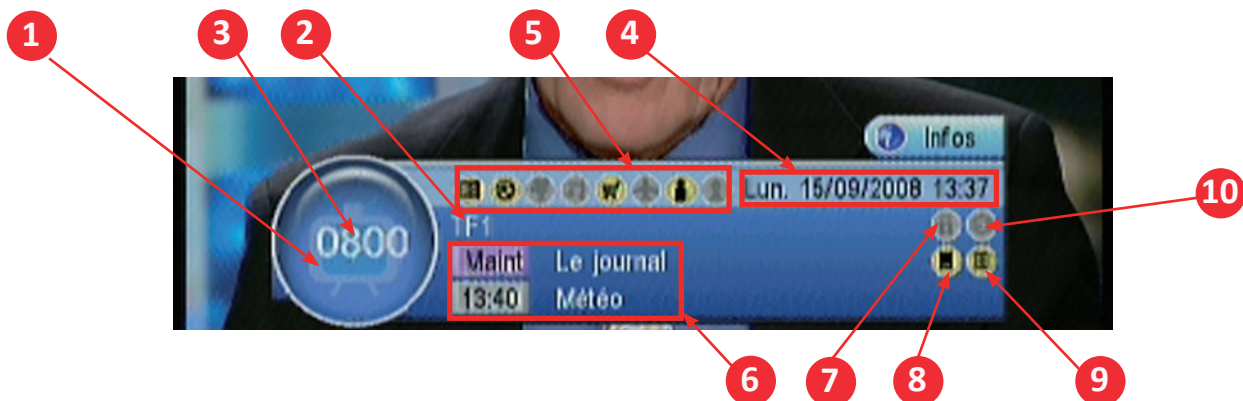 1 3 2 5 4
Infos
Lun. 15/09/2008 13:37
10
TF1
0800
Maint Le journal
13:40 Météo
6 7 8 9